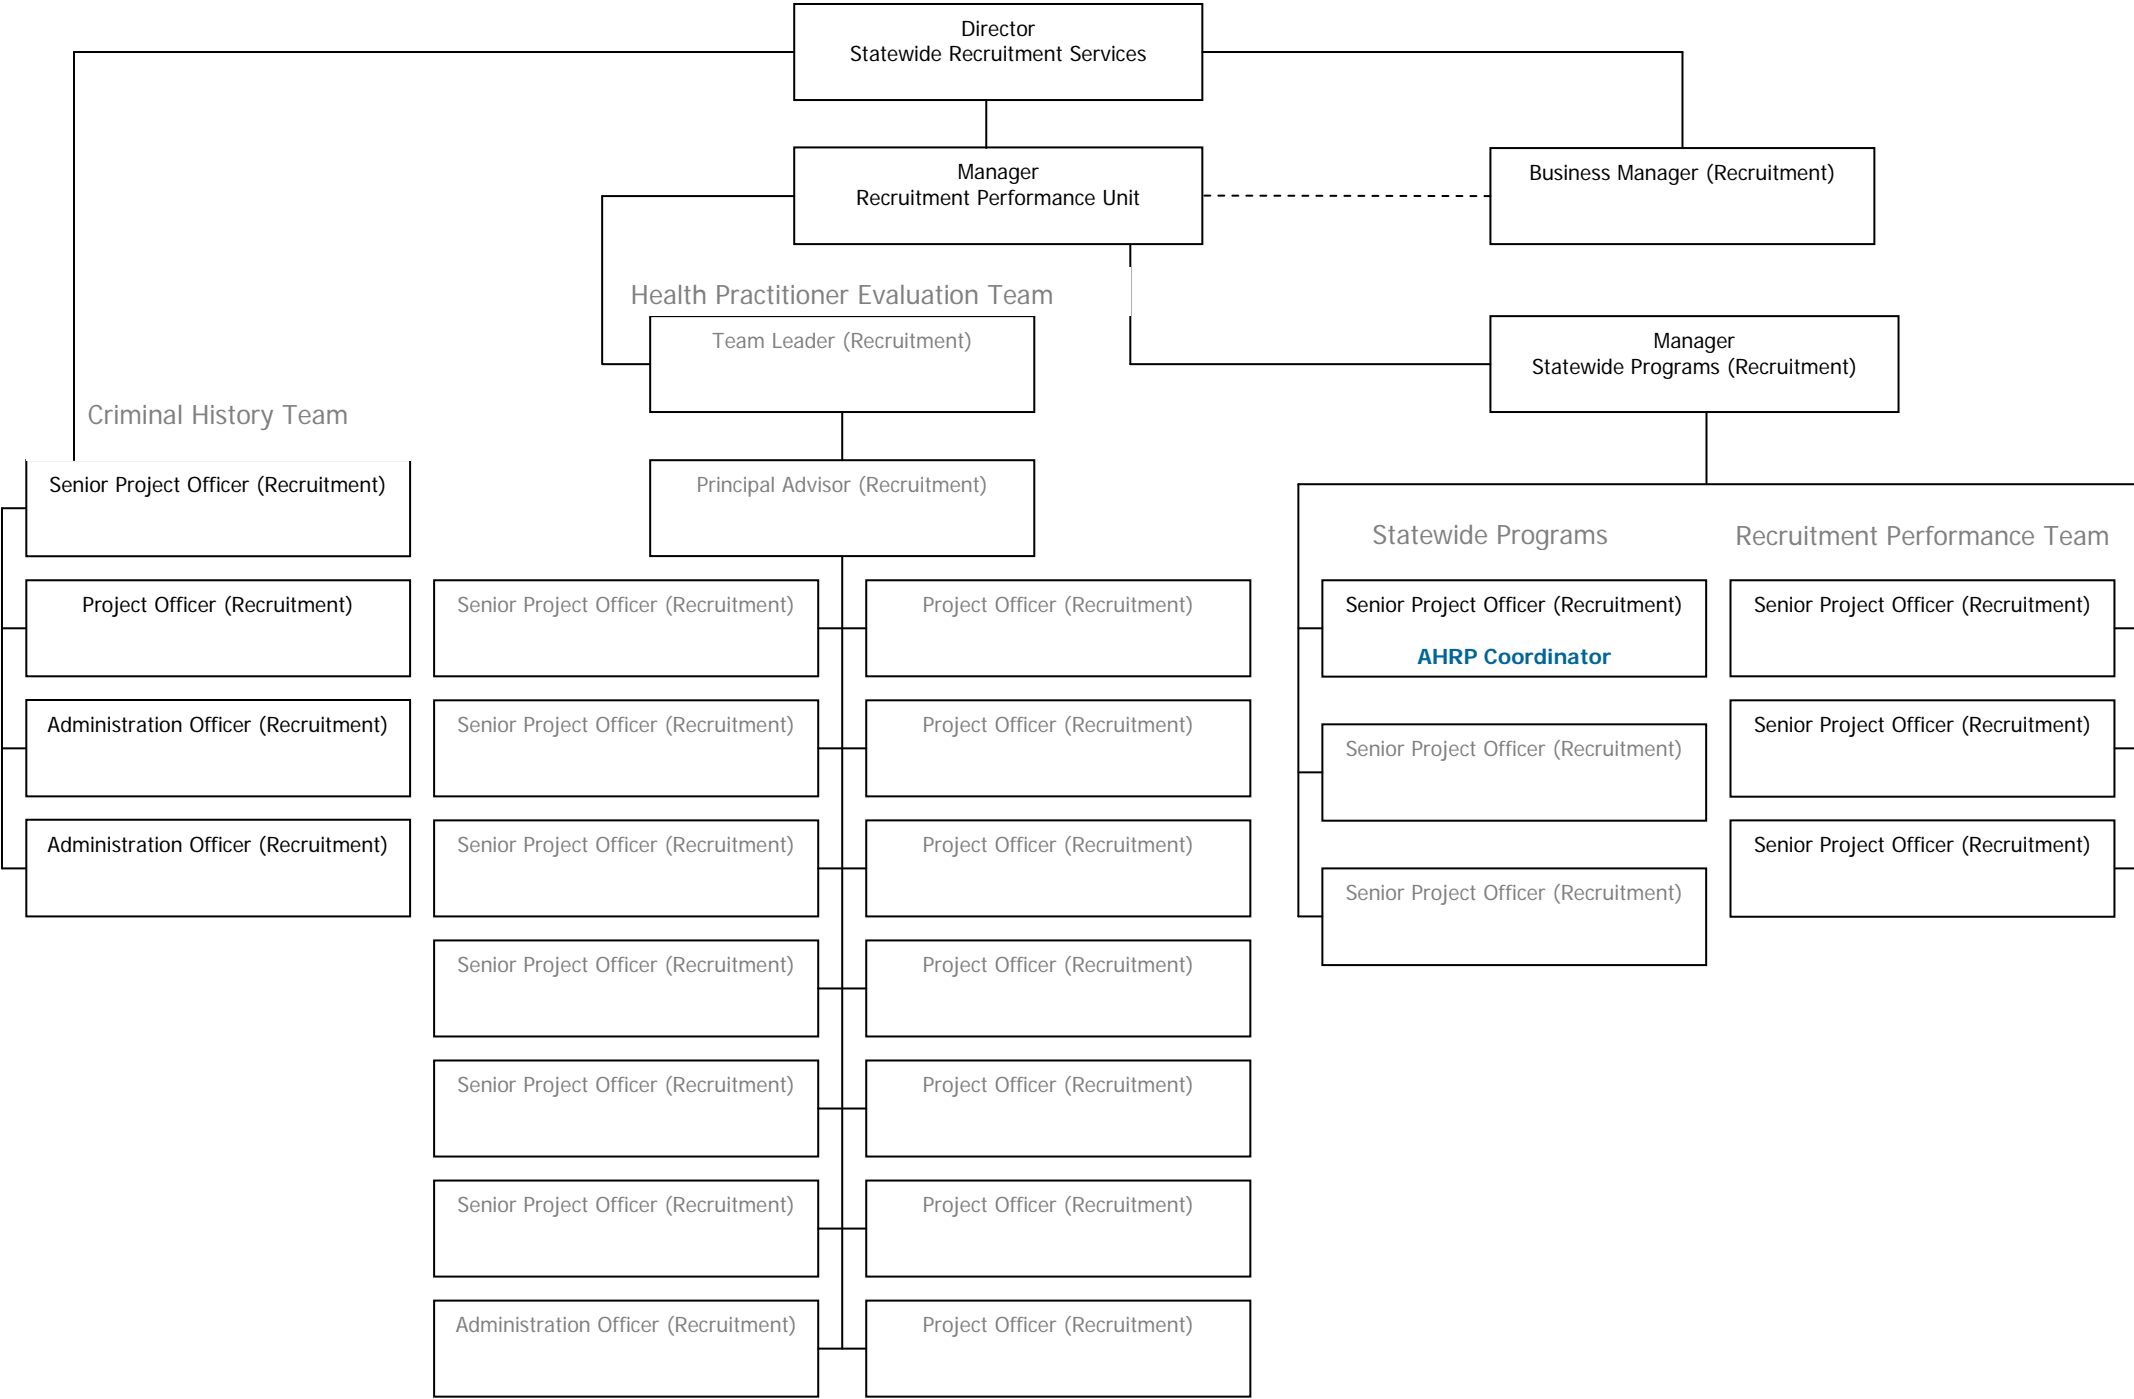 Director
Statewide Recruitment Services
Manager
Recruitment Performance Unit
Business Manager (Recruitment)
Health Practitioner Evaluation Team
Team Leader (Recruitment)
Manager
Statewide Programs (Recruitment)
Criminal History Team
Senior Project Officer (Recruitment)
Principal Advisor (Recruitment)
Statewide Programs
Recruitment Performance Team
Project Officer (Recruitment)
Senior Project Officer (Recruitment)
Project Officer (Recruitment)
Senior Project Officer (Recruitment)
AHRP Coordinator
Senior Project Officer (Recruitment)
Administration Officer (Recruitment)
Senior Project Officer (Recruitment)
Project Officer (Recruitment)
Senior Project Officer (Recruitment)
Senior Project Officer (Recruitment)
Administration Officer (Recruitment)
Senior Project Officer (Recruitment)
Project Officer (Recruitment)
Senior Project Officer (Recruitment)
Senior Project Officer (Recruitment)
Senior Project Officer (Recruitment)
Project Officer (Recruitment)
Senior Project Officer (Recruitment)
Project Officer (Recruitment)
Senior Project Officer (Recruitment)
Project Officer (Recruitment)
Administration Officer (Recruitment)
Project Officer (Recruitment)